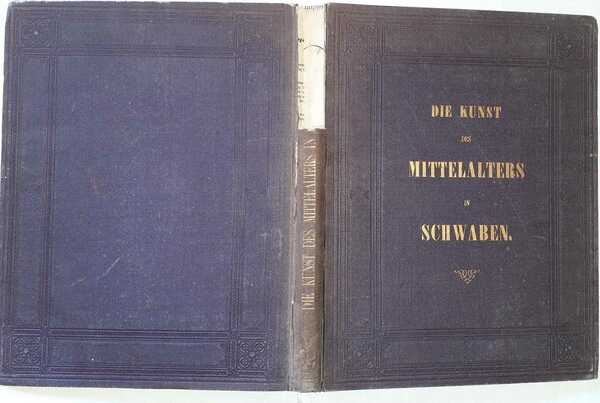 DIE KUNST
DES
MITTELALTERS
IN
SCHWABEN.
DIE KUNST DES MITTELALTERS IN